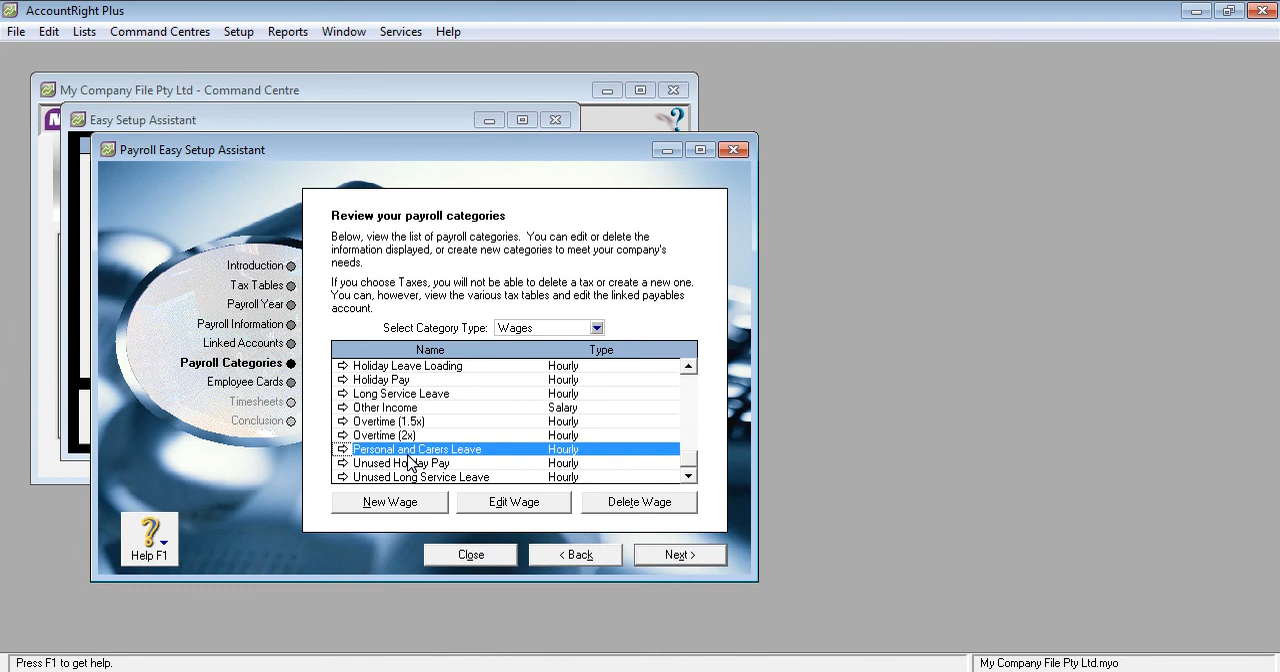 AccountRight Plus
File Edit Lists Command Centres Setup Reports Window Services Help
My Company File Pty Ltd - Command Centre
Easy Setup Assistant
Payroll Easy Setup Assistant
Introduction
Tax Tables
Payroll Year
Payroll Information
Linked Accounts
Payroll Categories
Employee Cards
Timesheets
Conclusion
Help F1
Review your payroll categories
Below, view the list of payroll categories. You can edit or delete the
information displayed, or create new categories to meet your company's
needs.
If you choose Taxes, you will not be able to delete a tax or create a new one.
You can, however, view the various tax tables and edit the linked payables
account.
Select Category Type: Wages
Name Type
Holiday Leave Loading Hourly
Holiday Pay Hourly
Long Service Leave Hourly
Other Income Salary
Overtime (1.5x) Hourly
Overtime (2x) Hourly
Personal and Carers Leave Hourly
Unused Holiday Pay Hourly
Unused Long Service Leave Hourly
New Wage Edit Wage Delete Wage
Close < Back Next >
Press F1 to get help. My Company File Pty Ltd.myo